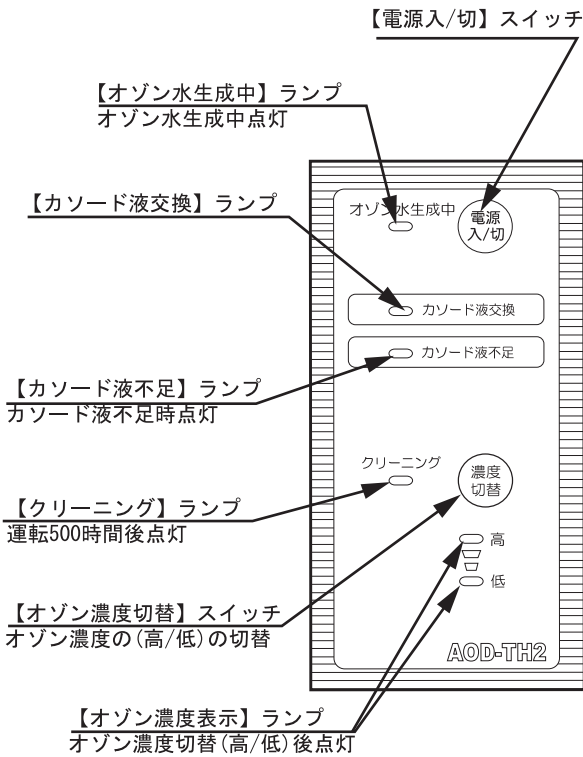 【電源入/切】スイッチ
【オゾン水生成中】ランプ
オゾン水生成中点灯
【カソード液交換】ランプ
オゾン水生成中
電源
入/切
カソード液交換
カソード液不足
【カソード液不足】ランプ
カソード液不足時点灯
クリーニング
濃度
切替
【クリーニング】ランプ
運転500時間後点灯
高
低
【オゾン濃度切替】スイッチ
オゾン濃度の(高/低)の切替
AOD-TH2
【オゾン濃度表示】ランプ
オゾン濃度切替(高/低)後点灯